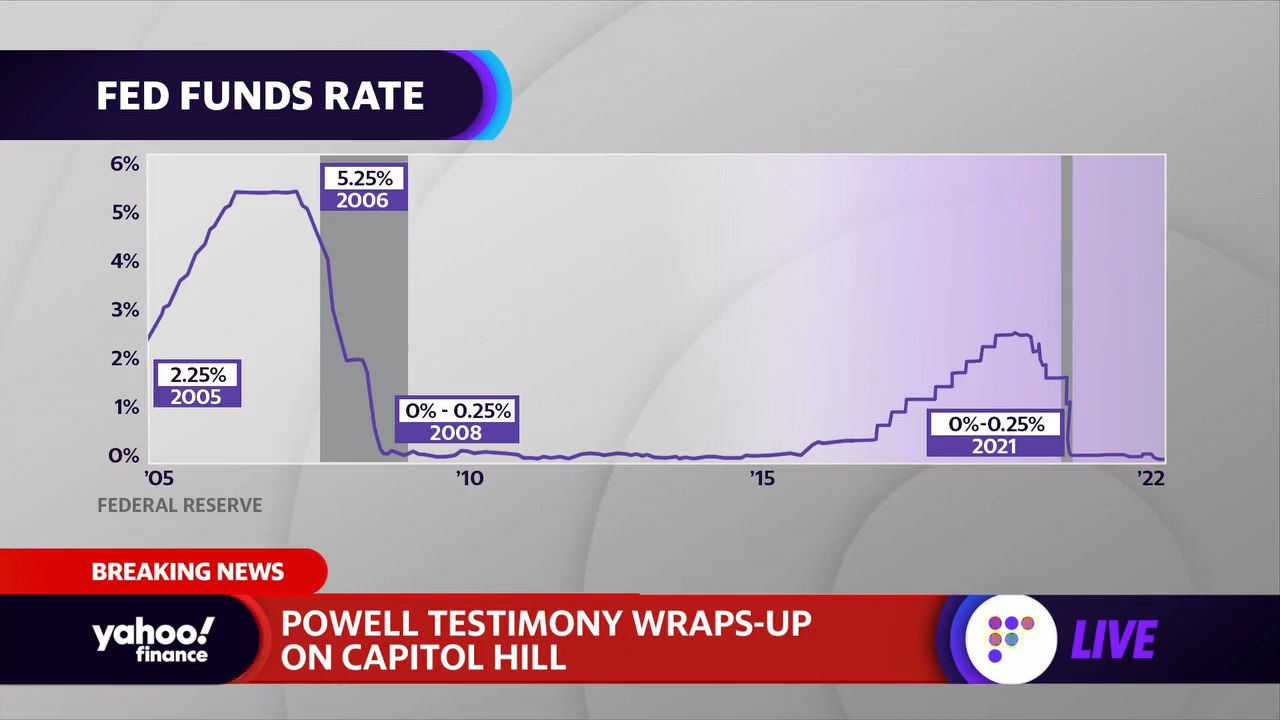 FED FUNDS RATE
6%
5%
4%
3%
2%
1%
0%
5.25%
2006
2.25%
2005
0% - 0.25%
2008
0%-0.25%
2021
’05
’10
’15
’22
FEDERAL RESERVE
BREAKING NEWS
yahoo!
finance
POWELL TESTIMONY WRAPS-UP
ON CAPITOL HILL
LIVE